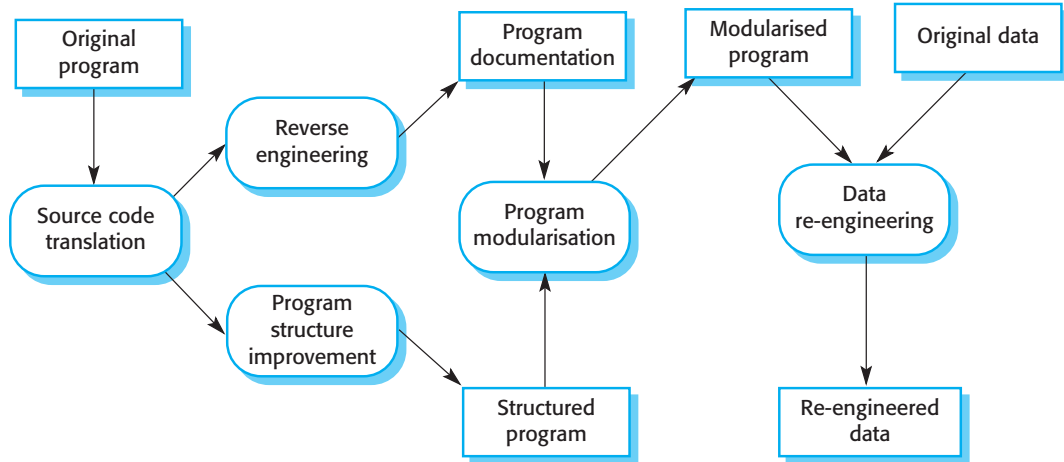 Original
program
Program
documentation
Modularised
program
Original data
Reverse
engineering
Source code
translation
Program
modularisation
Data
re-engineering
Program
structure
improvement
Structured
program
Re-engineered
data